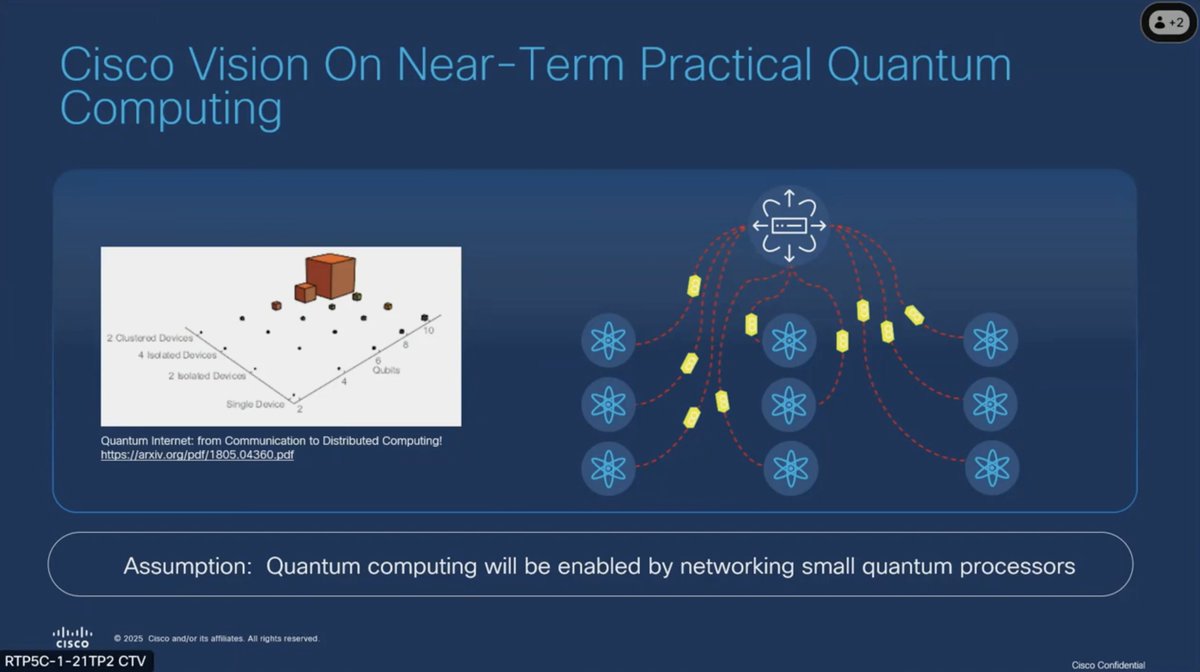 +2
Cisco Vision On Near-Term Practical Quantum
Computing
2 Clustered Devices
4 Isolated Devices
2 Isolated Devices
Single Device
2
4
6
8
10
Qubits
Quantum Internet: from Communication to Distributed Computing!
https://arxiv.org/pdf/1805.04360.pdf
Assumption: Quantum computing will be enabled by networking small quantum processors
CISCO
© 2025 Cisco and/or its affiliates. All rights reserved.
RTP5C-1-21TP2 CTV
Cisco Confidential